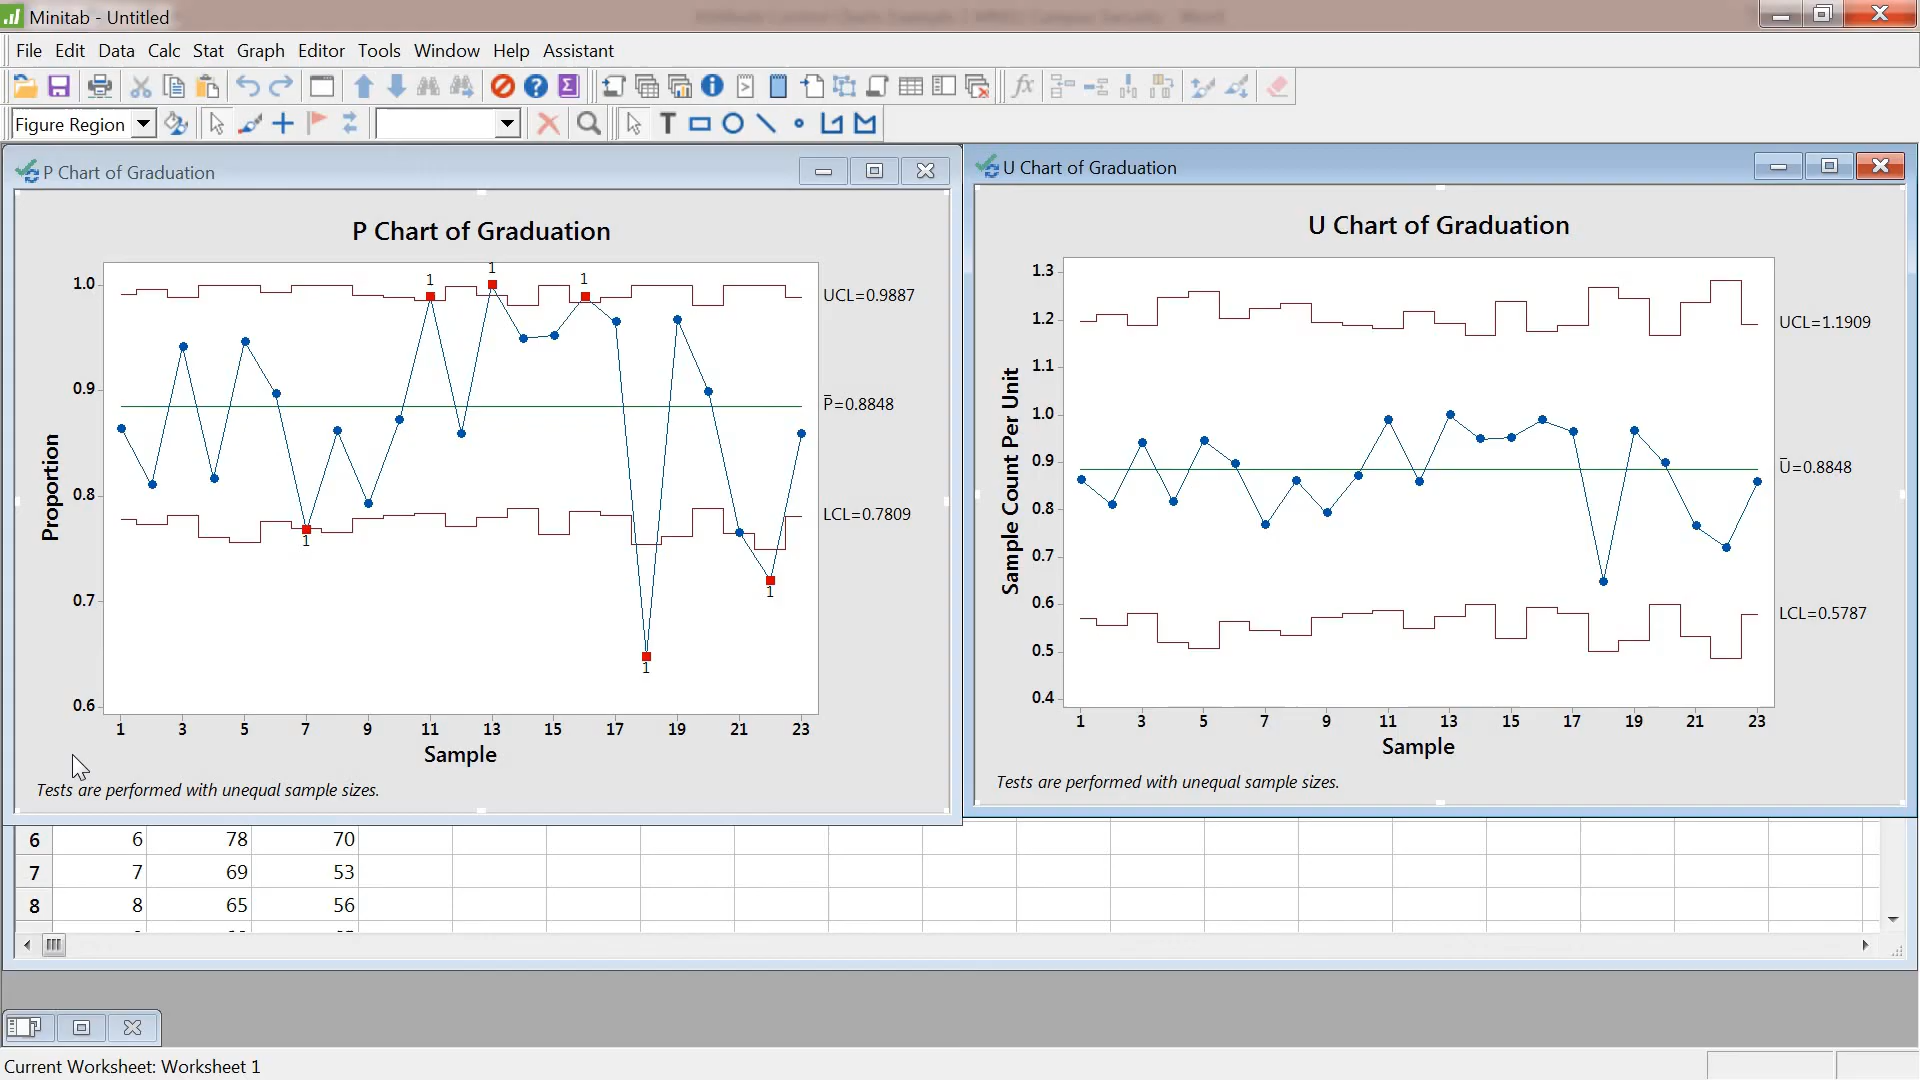 Minitab - Untitled
File Edit Data Calc Stat Graph Editor Tools Window Help Assistant
Figure Region
P Chart of Graduation
P Chart of Graduation
1.0
0.9
0.8
0.7
0.6
Proportion
1
1
1
1
1
1
UCL=0.9887
P̅=0.8848
LCL=0.7809
1 3 5 7 9 11 13 15 17 19 21 23
Sample
Tests are performed with unequal sample sizes.
U Chart of Graduation
U Chart of Graduation
1.3
1.2
1.1
1.0
0.9
0.8
0.7
0.6
0.5
0.4
Sample Count Per Unit
UCL=1.1909
U̅=0.8848
LCL=0.5787
1 3 5 7 9 11 13 15 17 19 21 23
Sample
Tests are performed with unequal sample sizes.
6 6 78 70
7 7 69 53
8 8 65 56
Current Worksheet: Worksheet 1